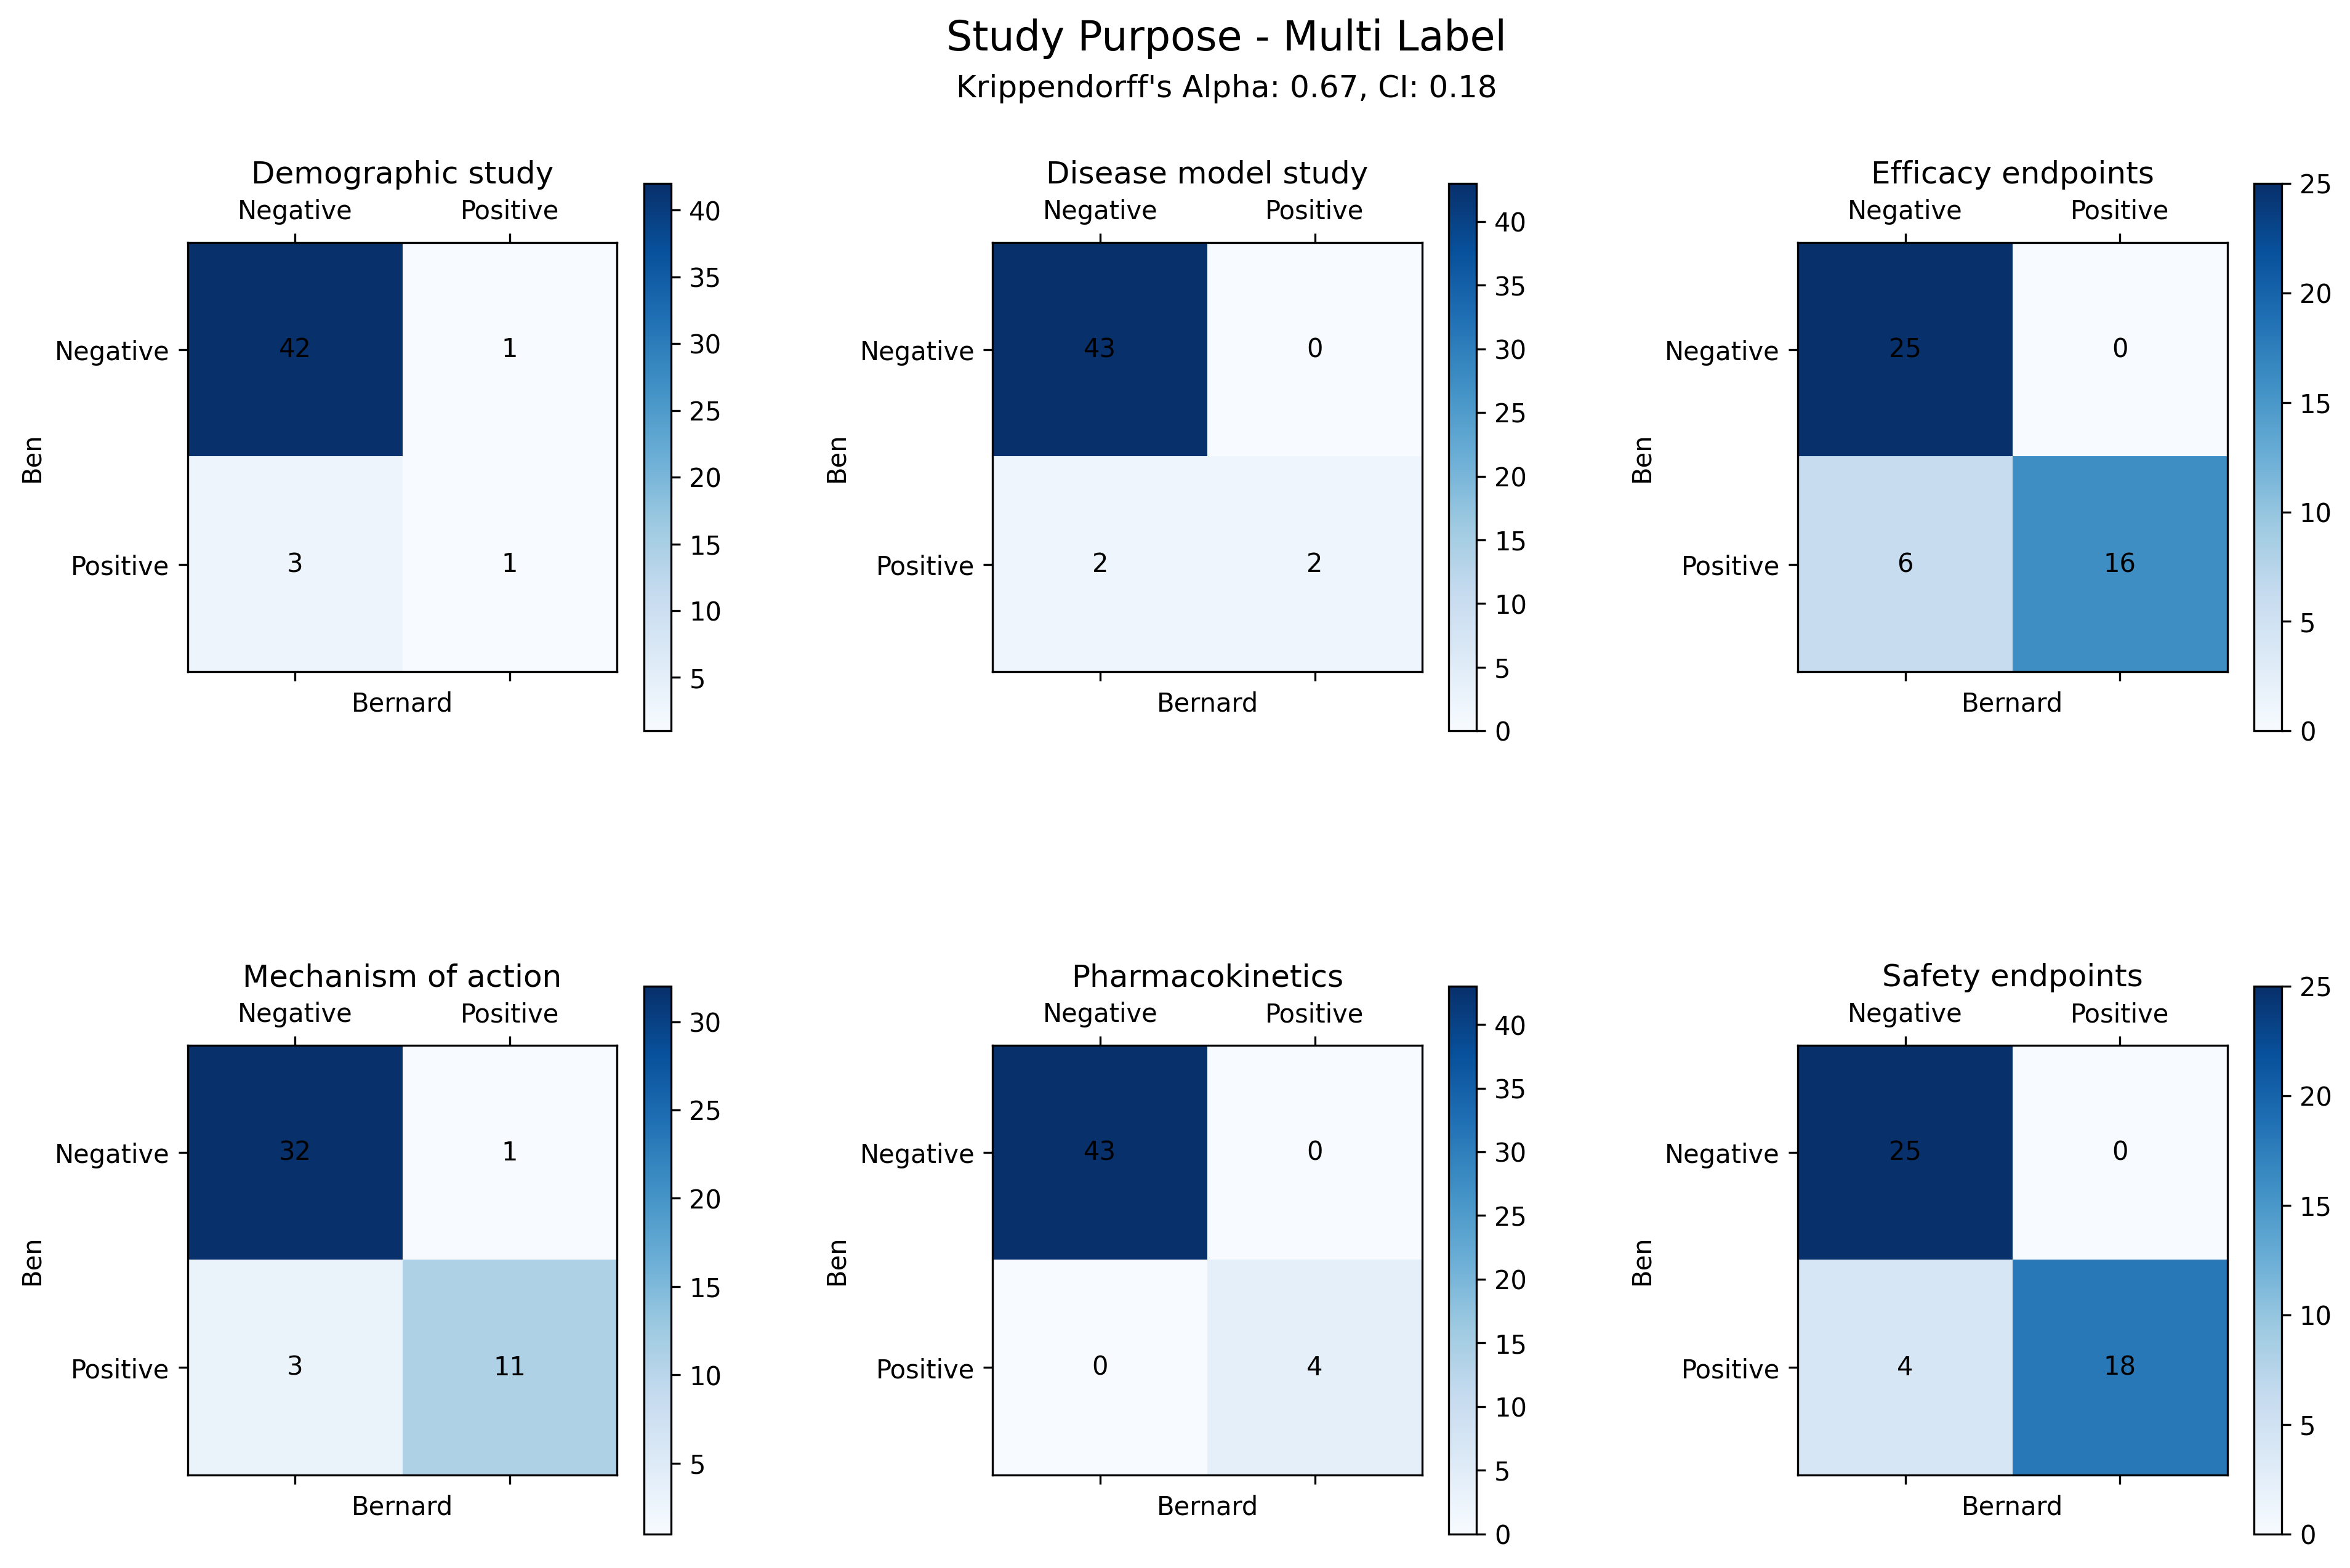 Study Purpose - Multi Label
Krippendorff's Alpha: 0.67, CI: 0.18
Demographic study
Negative Positive
Negative 42 1
Positive 3 1
Ben
Bernard
40
35
30
25
20
15
10
5
Disease model study
Negative Positive
Negative 43 0
Positive 2 2
Ben
Bernard
40
35
30
25
20
15
10
5
0
Efficacy endpoints
Negative Positive
Negative 25 0
Positive 6 16
Ben
Bernard
25
20
15
10
5
0
Mechanism of action
Negative Positive
Negative 32 1
Positive 3 11
Ben
Bernard
30
25
20
15
10
5
Pharmacokinetics
Negative Positive
Negative 43 0
Positive 0 4
Ben
Bernard
40
35
30
25
20
15
10
5
0
Safety endpoints
Negative Positive
Negative 25 0
Positive 4 18
Ben
Bernard
25
20
15
10
5
0